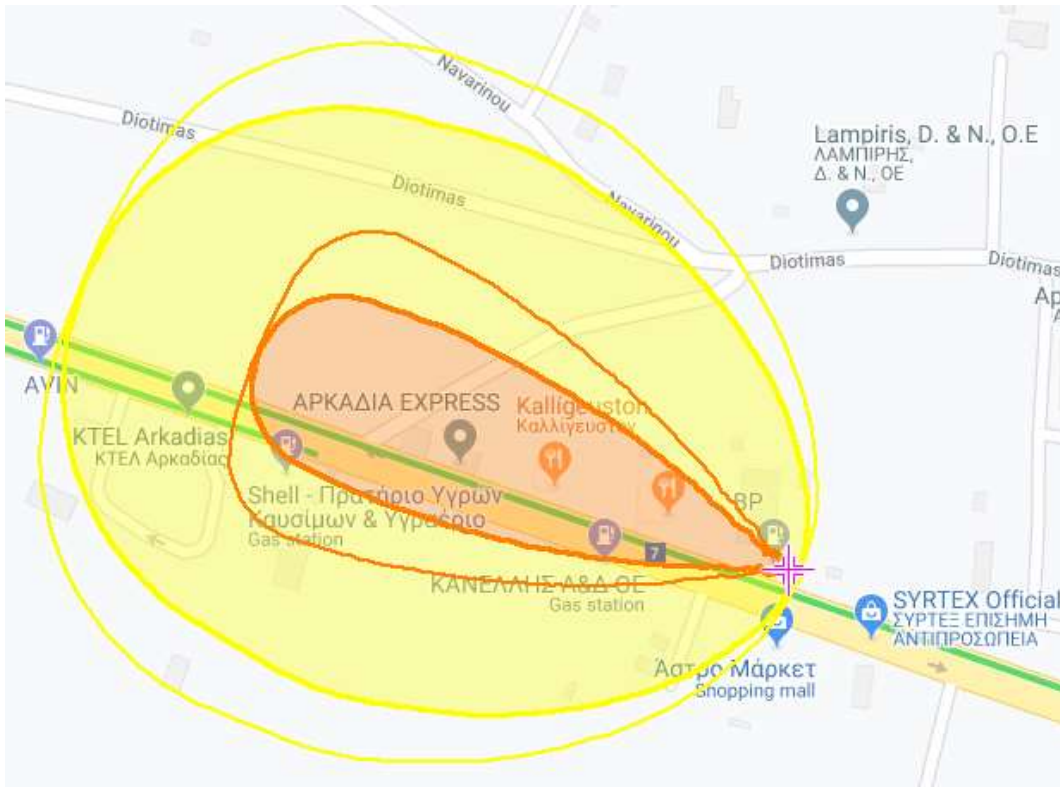 Navarinou
Diotimas
Diotimas
Navarinou
Lampiris, D. & N., O.E
ΛΑΜΠΙΡΗΣ,
Δ. & Ν., ΟΕ
Diotimas
Diotimas
Ap
AVIN
ΑΡΚΑΔΙΑ EXPRESS
Kalligeuston
Καλλίγευστον
KTEL Arkadias
ΚΤΕΛ Αρκαδίας
Shell - Πρατήριο Υγρών
Καυσίμων & Υγραέριο
Gas station
BP
7
ΚΑΝΕΛΛΗΣ Α&Δ ΟΕ
Gas station
SYRTEX Official
ΣΥΡΤΕΞ ΕΠΙΣΗΜΗ
ΑΝΤΙΠΡΟΣΩΠΕΙΑ
Άστρο Μάρκετ
Shopping mall